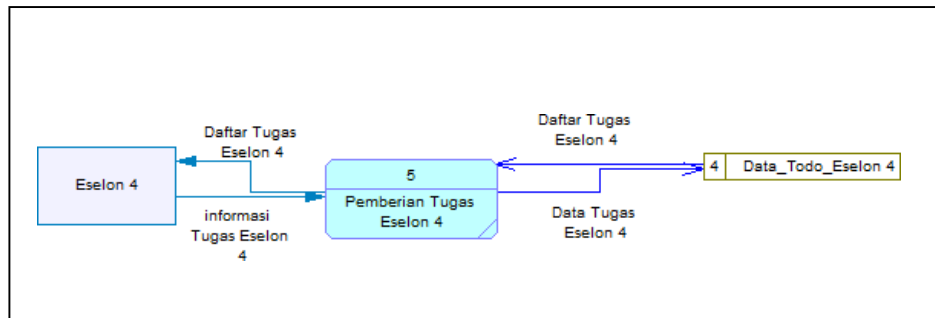 Daftar Tugas
Eselon 4
Eselon 4
informasi
Tugas Eselon
4
5
Pemberian Tugas
Eselon 4
Daftar Tugas
Eselon 4
Data Tugas
Eselon 4
4 Data_Todo_Eselon 4